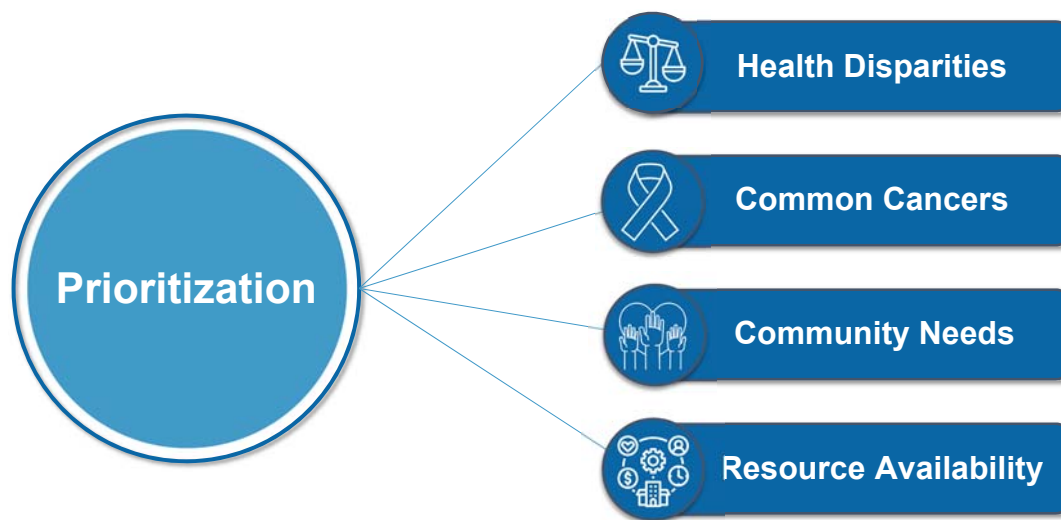 Health Disparities
Common Cancers
Prioritization
Community Needs
Resource Availability
$